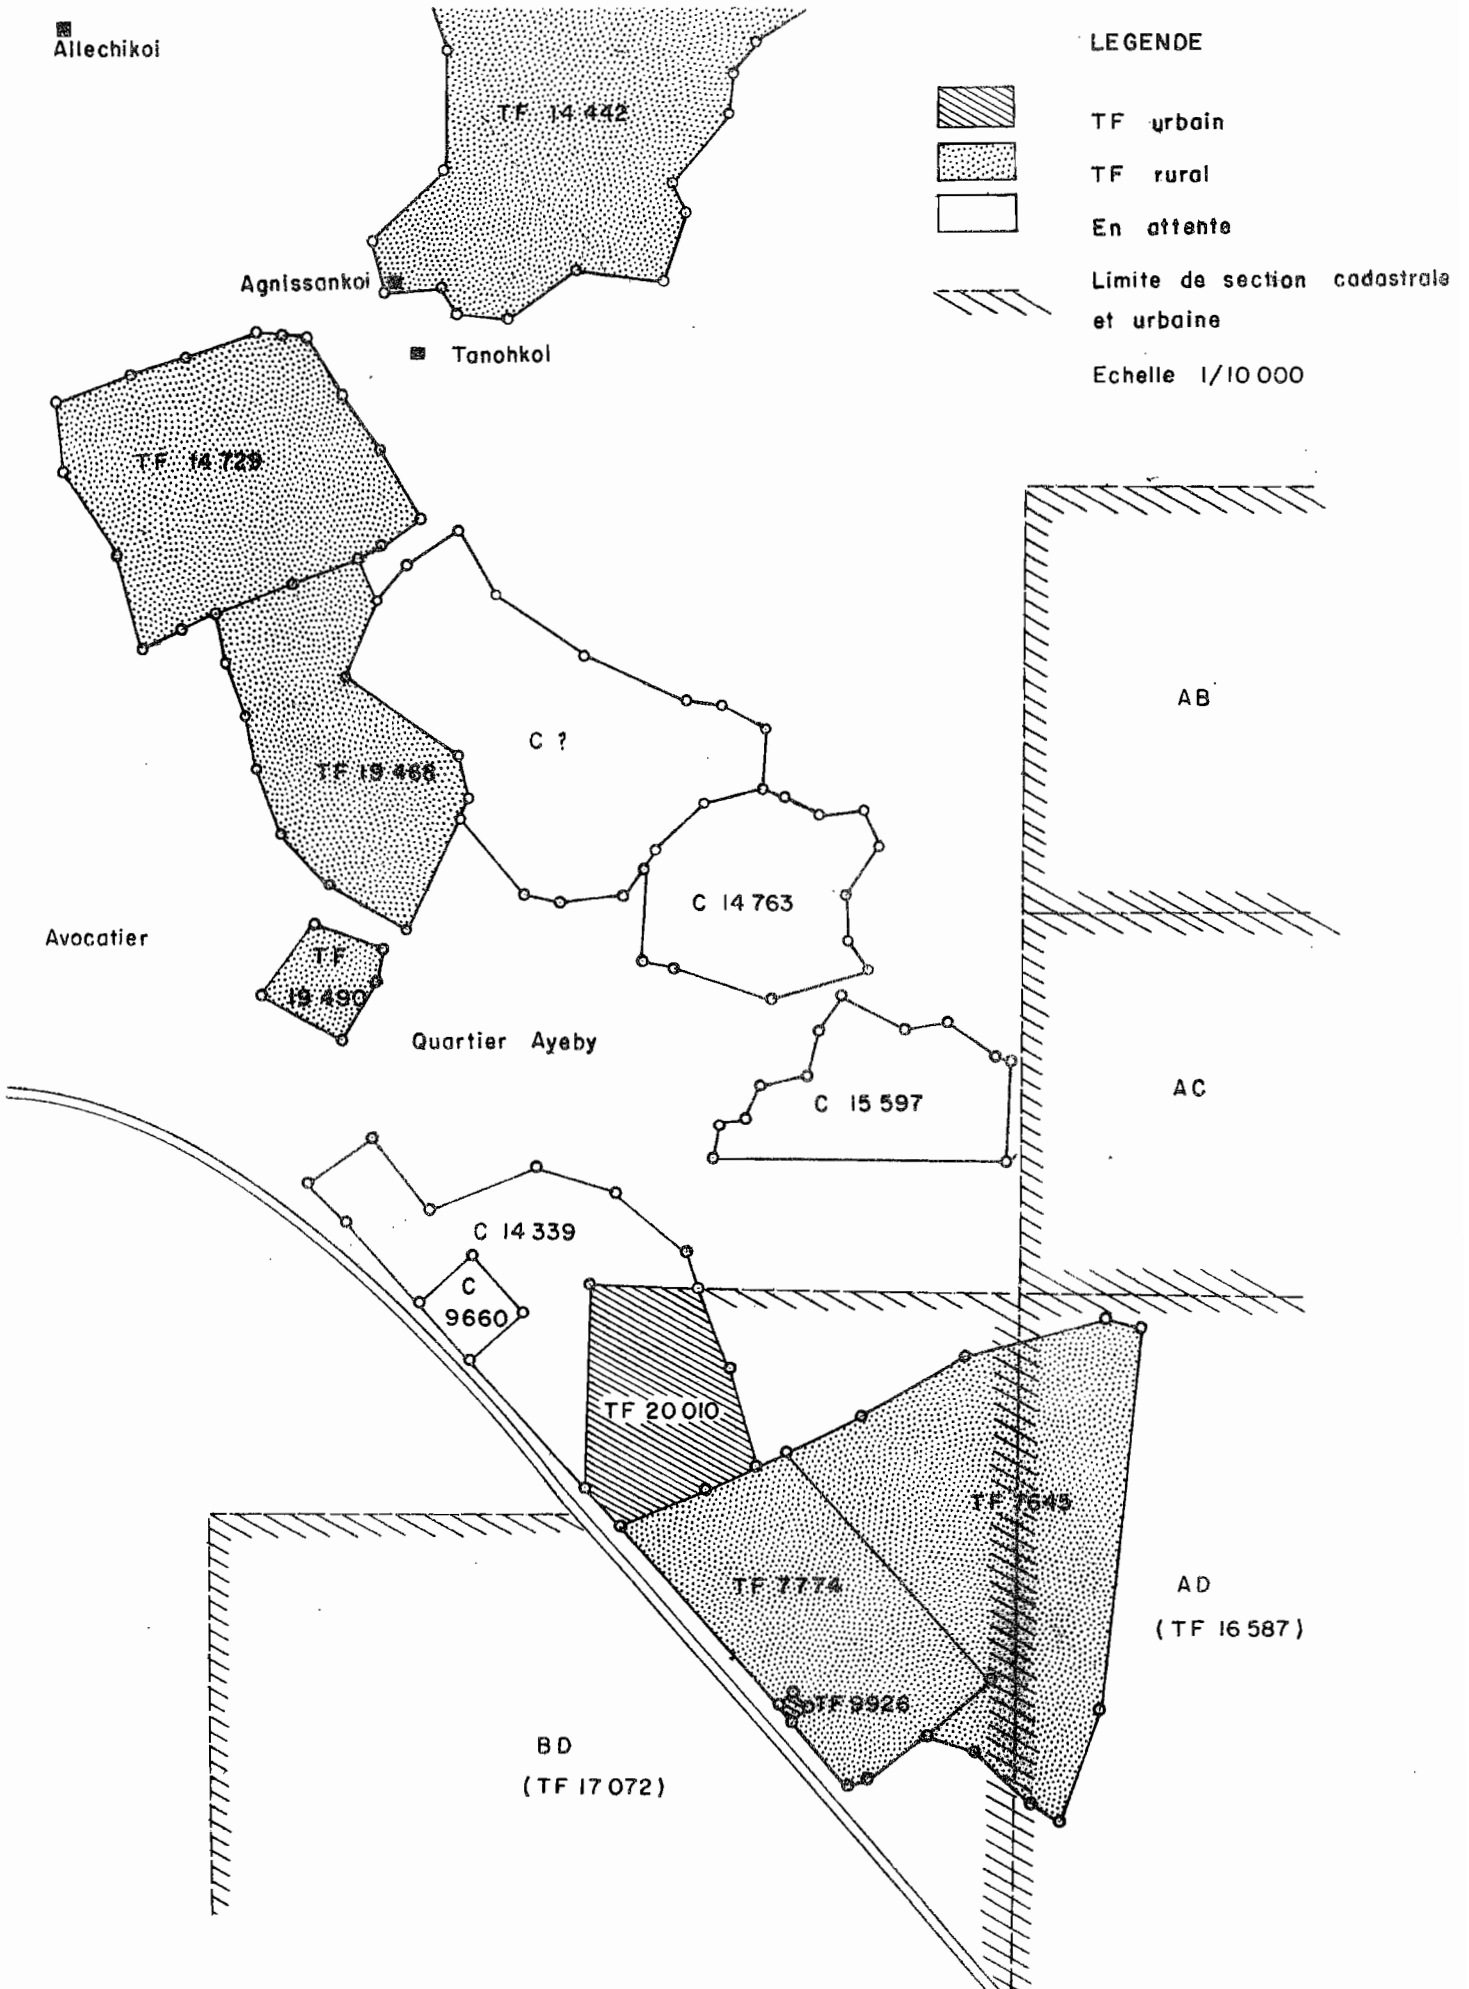 Allechikoi
LEGENDE
TF urbain
TF rural
En attente
Limite de section cadastrale
et urbaine
Echelle 1/10 000
TF 14 442
Agnissankoi
Tanohkoi
TF 14 729
C ?
TF 19 468
AB
C 14 763
Avocatier
TF
19 490
Quartier Ayeby
C 15 597
AC
C 14 339
C
9660
TF 20 010
TF 7645
TF 7774
AD
(TF 16 587)
TF 9926
BD
(TF 17 072)